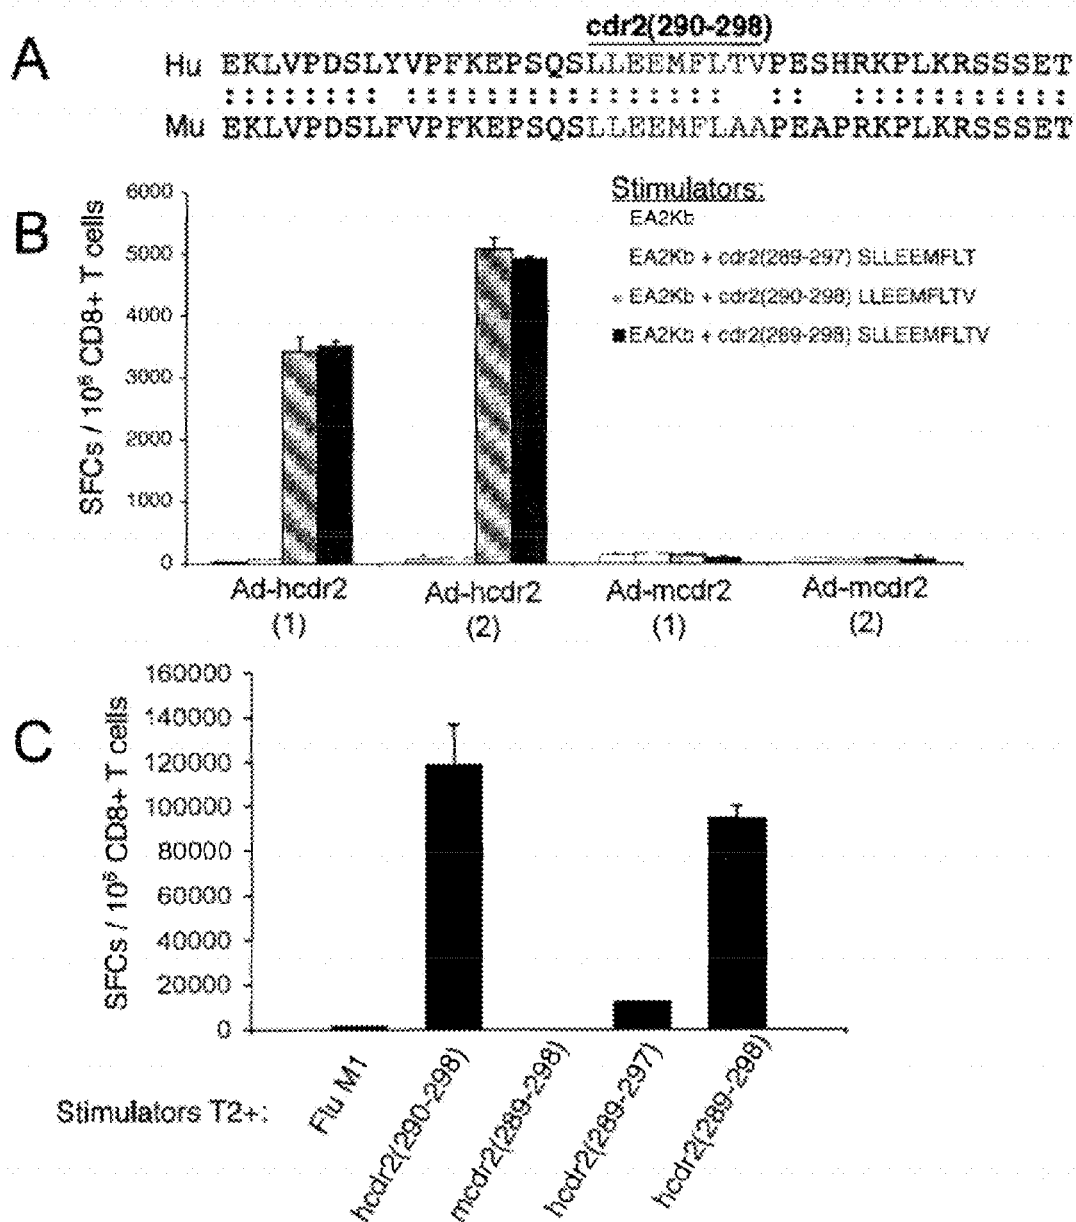 A
cdr2(290-298)
Hu EKLVPDSLYVPFKEPSQSLLEEMFLTVPESHRKPLKRSSSET
:::::::: :::::::::::::::: :: :::::::::::
Mu EKLVPDSLFVPFKEPSQSLLEEMFLAAPEAPRKPLKRSSSET
B
SFCs / 10⁶ CD8+ T cells
6000
5000
4000
3000
2000
1000
0
Stimulators:
EA2Kb
EA2Kb + cdr2(289-297) SLLEEMFLT
EA2Kb + cdr2(290-298) LLEEMFLTV
EA2Kb + cdr2(289-298) SLLEEMFLTV
Ad-hcdr2 Ad-hcdr2 Ad-mcdr2 Ad-mcdr2
(1) (2) (1) (2)
C
SFCs / 10⁶ CD8+ T cells
160000
140000
120000
100000
80000
60000
40000
20000
0
Stimulators T2+:
Flu M1
hcdr2(290-298)
mcdr2(289-298)
hcdr2(289-297)
hcdr2(289-298)